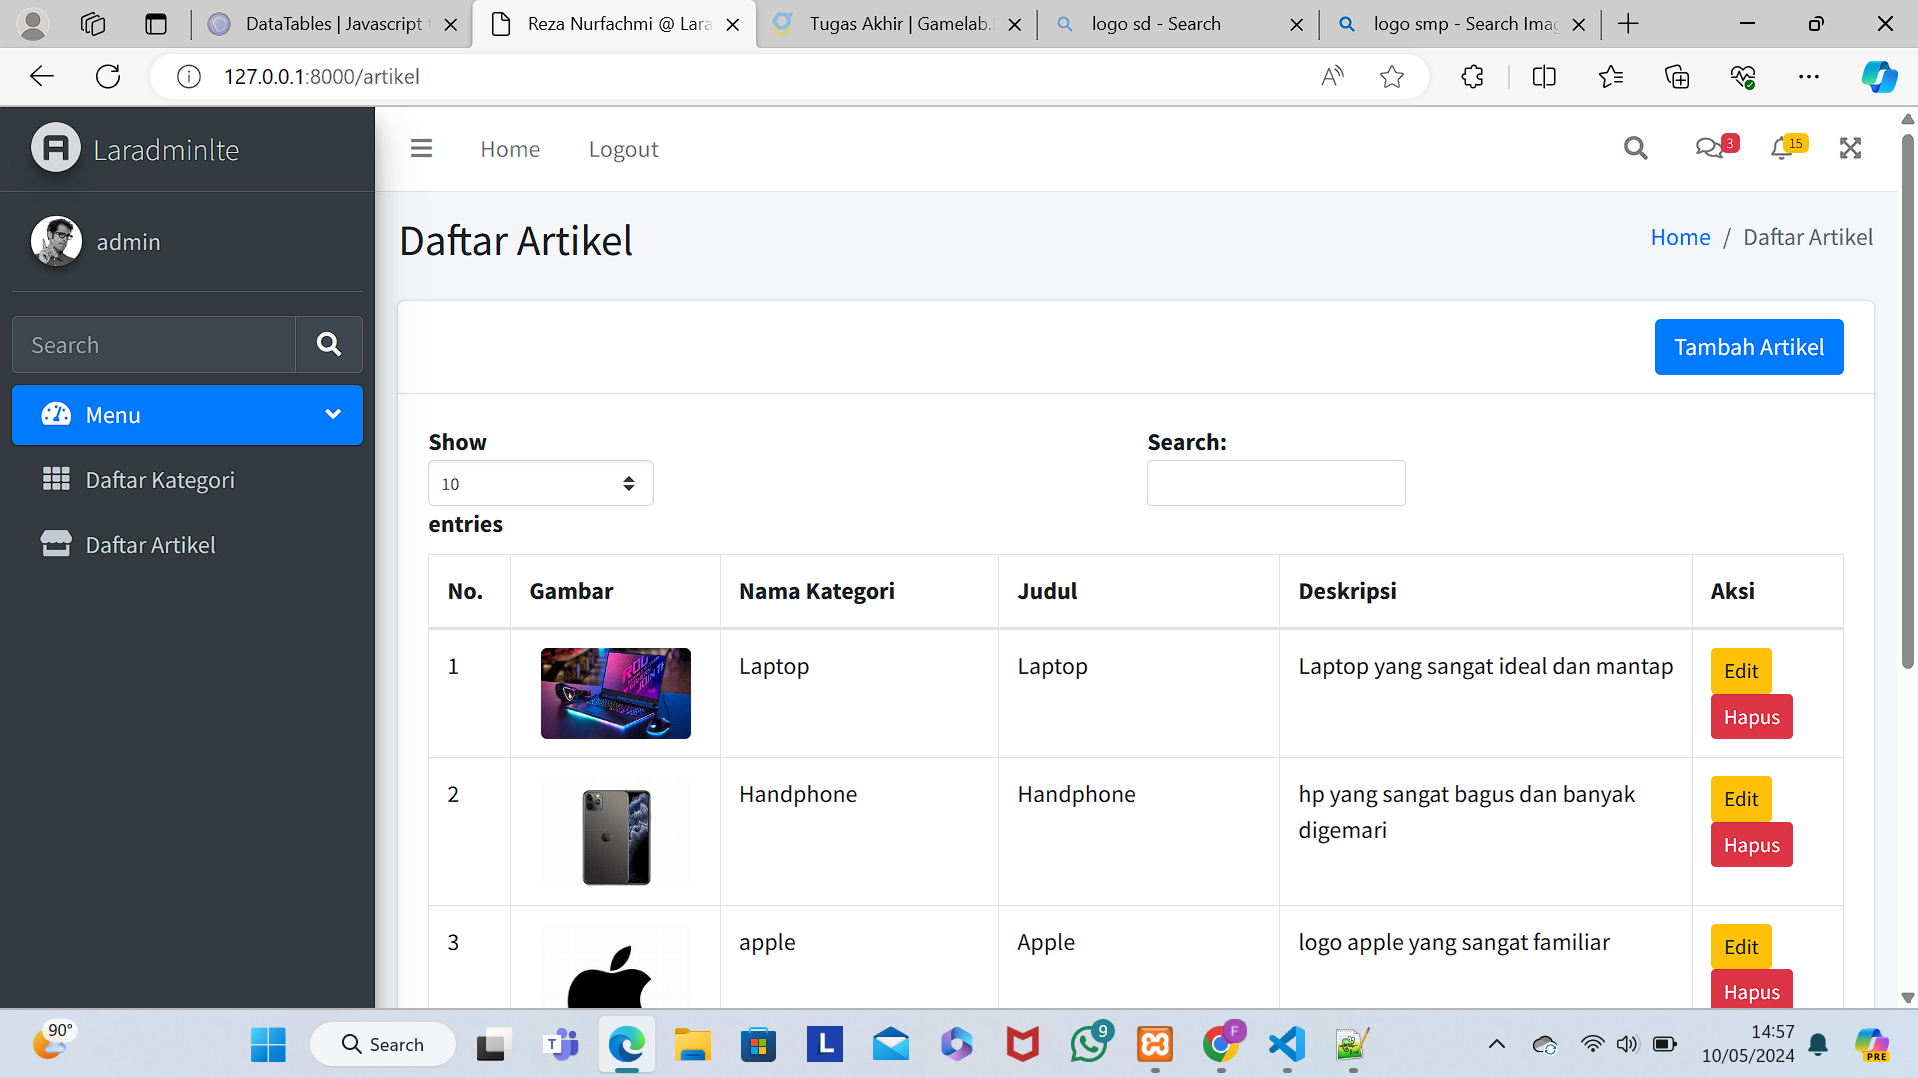 DataTables | Javascript
Reza Nurfachmi @ Lara
Tugas Akhir | Gamelab.
logo sd - Search
logo smp - Search Imag
127.0.0.1:8000/artikel
Laradminlte
Home
Logout
3
15
admin
Daftar Artikel
Home / Daftar Artikel
Search
Tambah Artikel
Menu
Daftar Kategori
Daftar Artikel
Show
10
entries
Search:
No. Gambar Nama Kategori Judul Deskripsi Aksi
1 Laptop Laptop Laptop yang sangat ideal dan mantap Edit
Hapus
2 Handphone Handphone hp yang sangat bagus dan banyak Edit
digemari
Hapus
3 apple Apple logo apple yang sangat familiar Edit
Hapus
90°
Search
T
L
9
F
14:57
10/05/2024
PRE